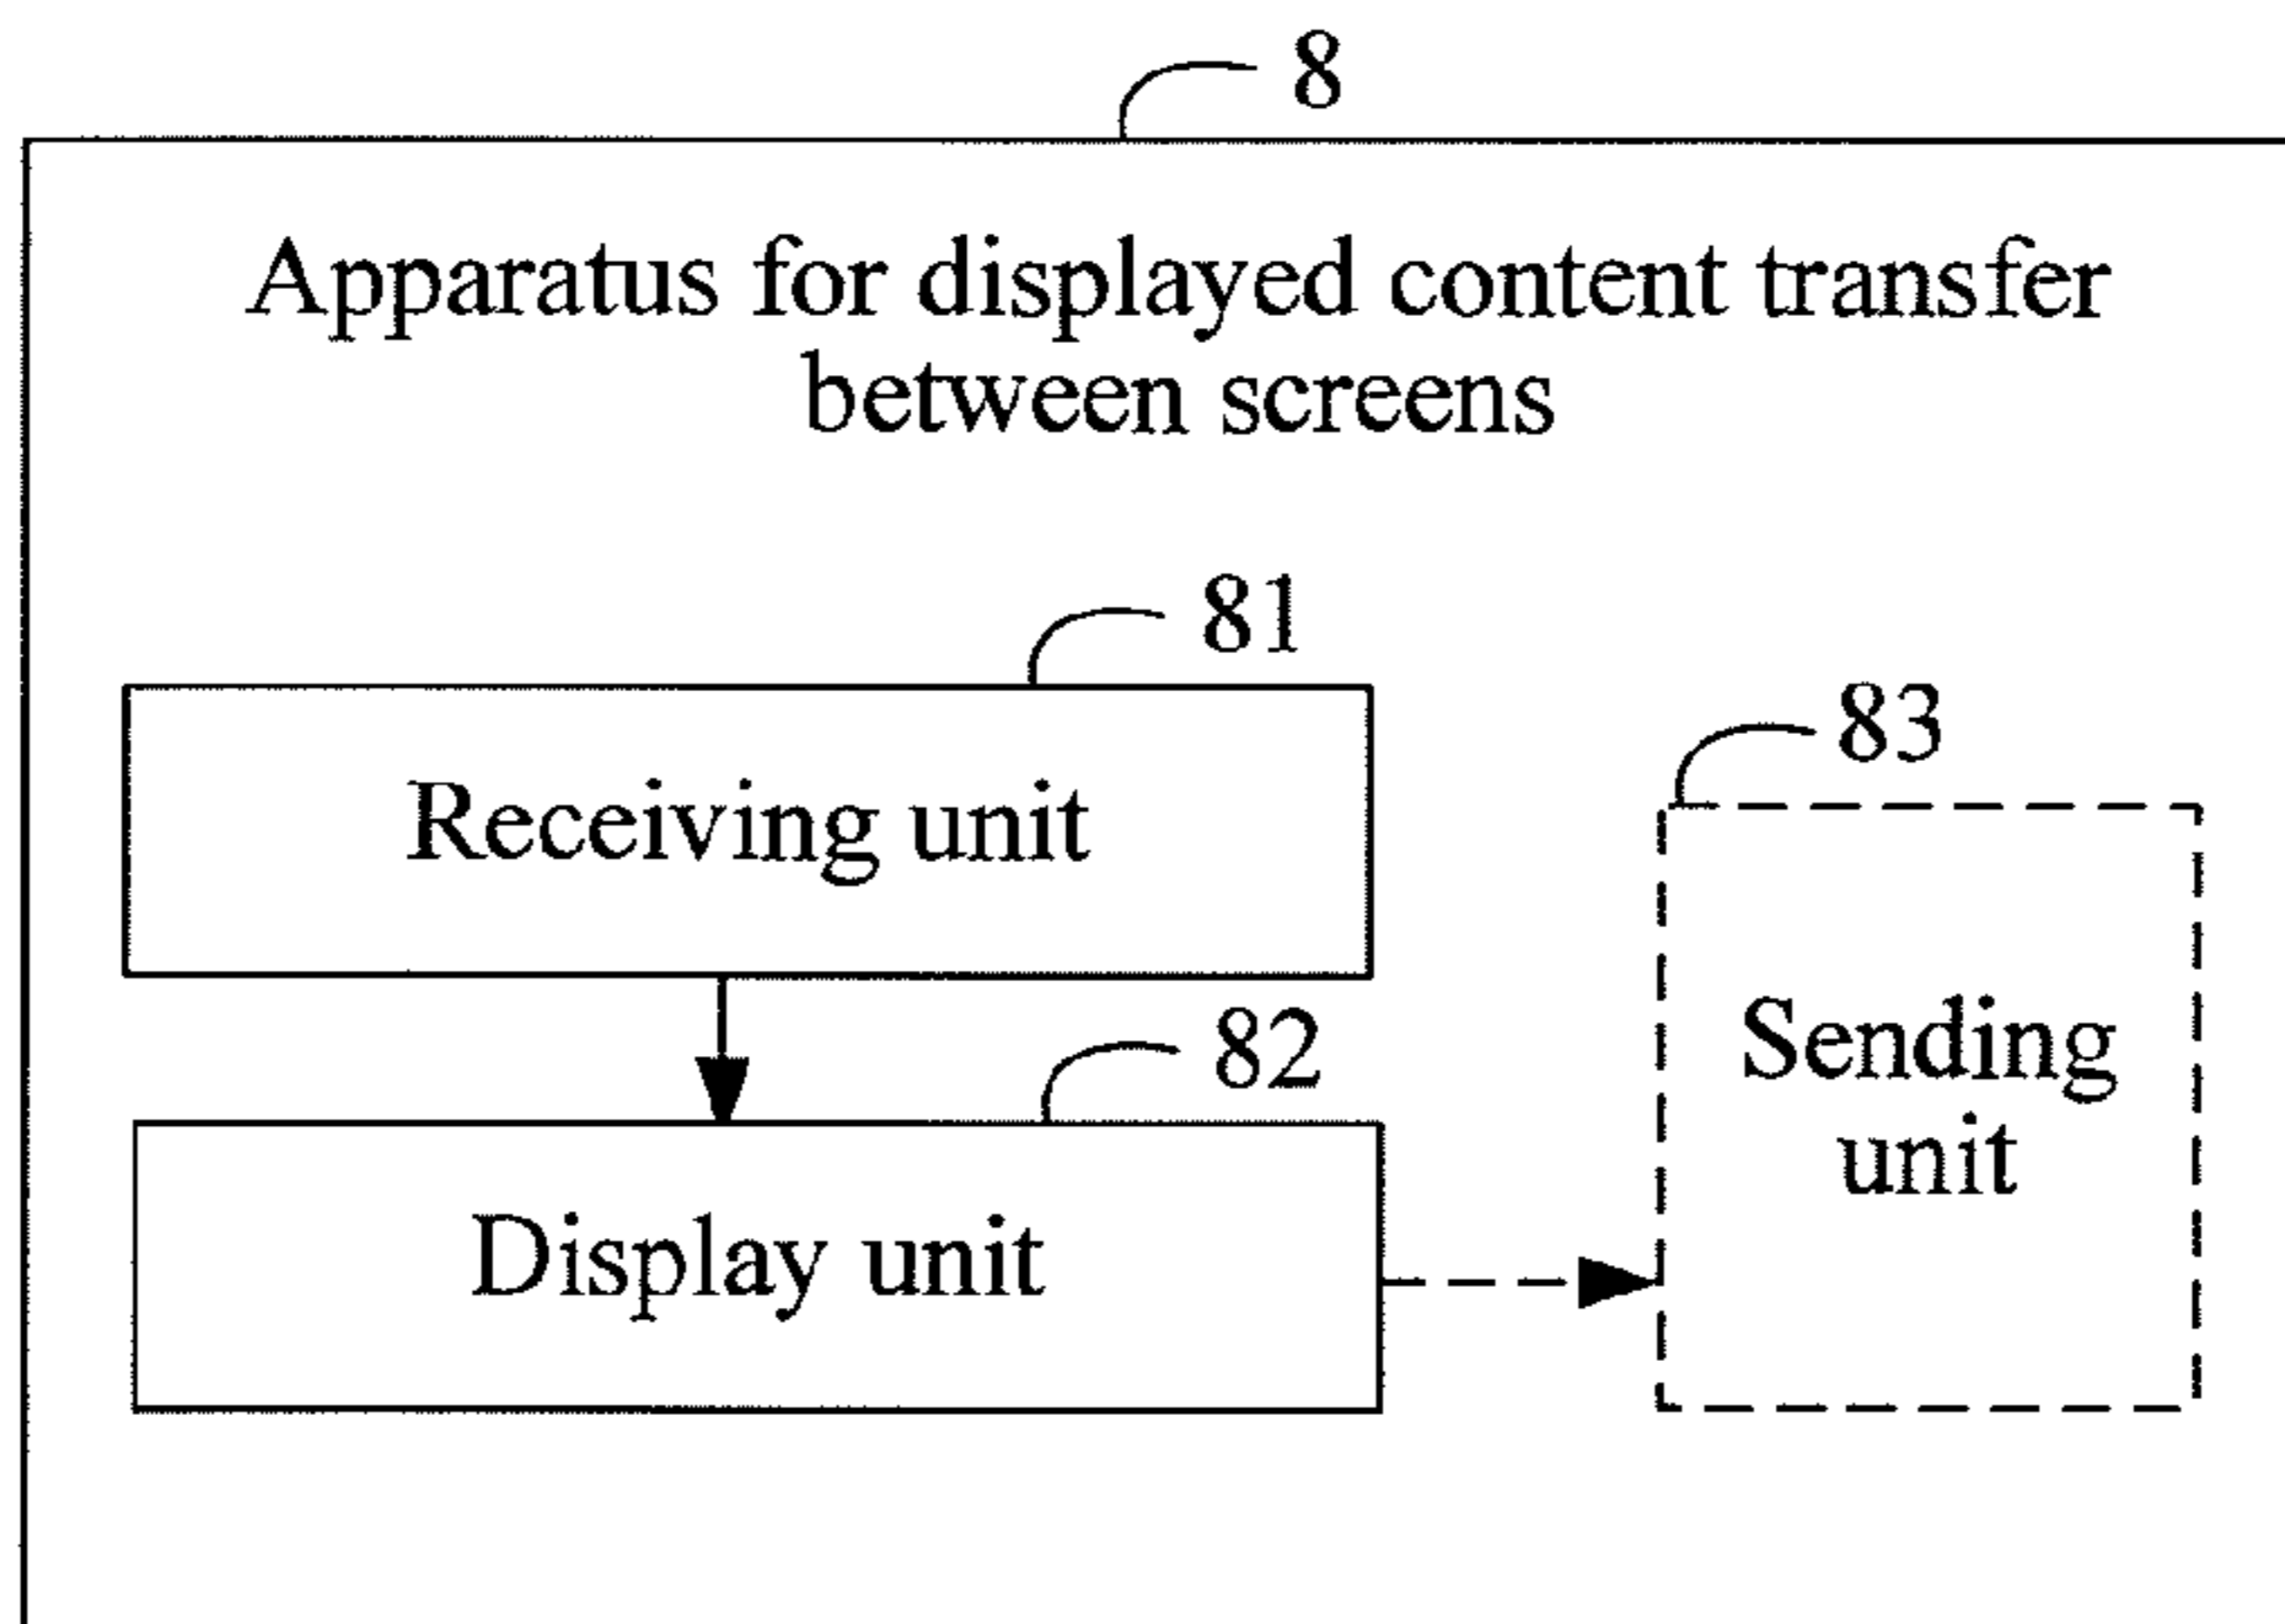 8
Apparatus for displayed content transfer
between screens
81
Receiving unit
83
82
Sending
unit
Display unit